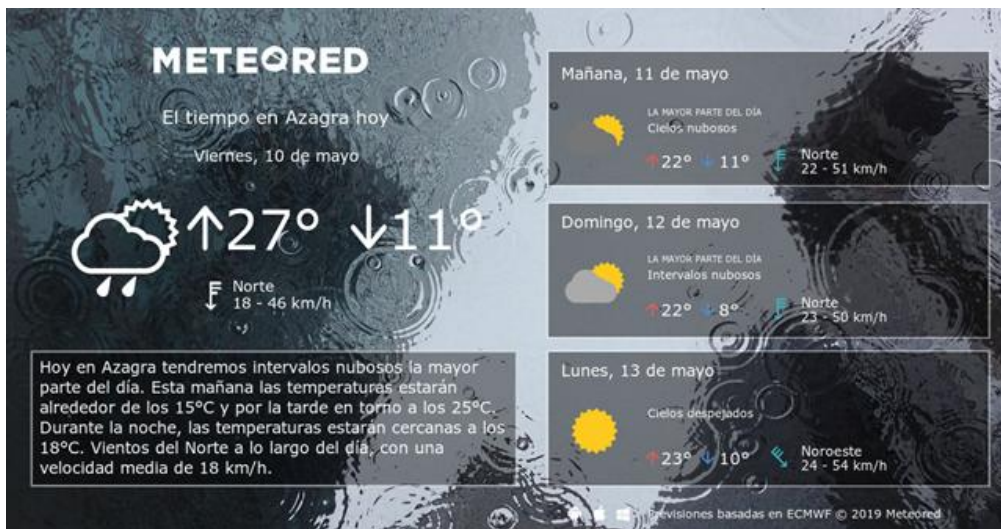 METEORED
El tiempo en Azagra hoy
Viernes, 10 de mayo
27° 11°
Norte
18 - 46 km/h
Hoy en Azagra tendremos intervalos nubosos la mayor
parte del día. Esta mañana las temperaturas estarán
alrededor de los 15°C y por la tarde en torno a los 25°C.
Durante la noche, las temperaturas estarán cercanas a los
18°C. Vientos del Norte a lo largo del día, con una
velocidad media de 18 km/h.
Mañana, 11 de mayo
LA MAYOR PARTE DEL DÍA
Cielos nubosos
22° 11°
Norte
22 - 51 km/h
Domingo, 12 de mayo
LA MAYOR PARTE DEL DÍA
Intervalos nubosos
22° 8°
Norte
23 - 50 km/h
Lunes, 13 de mayo
Cielos despejados
23° 10°
Noroeste
24 - 54 km/h
Previsiones basadas en ECMWF © 2019 Meteored